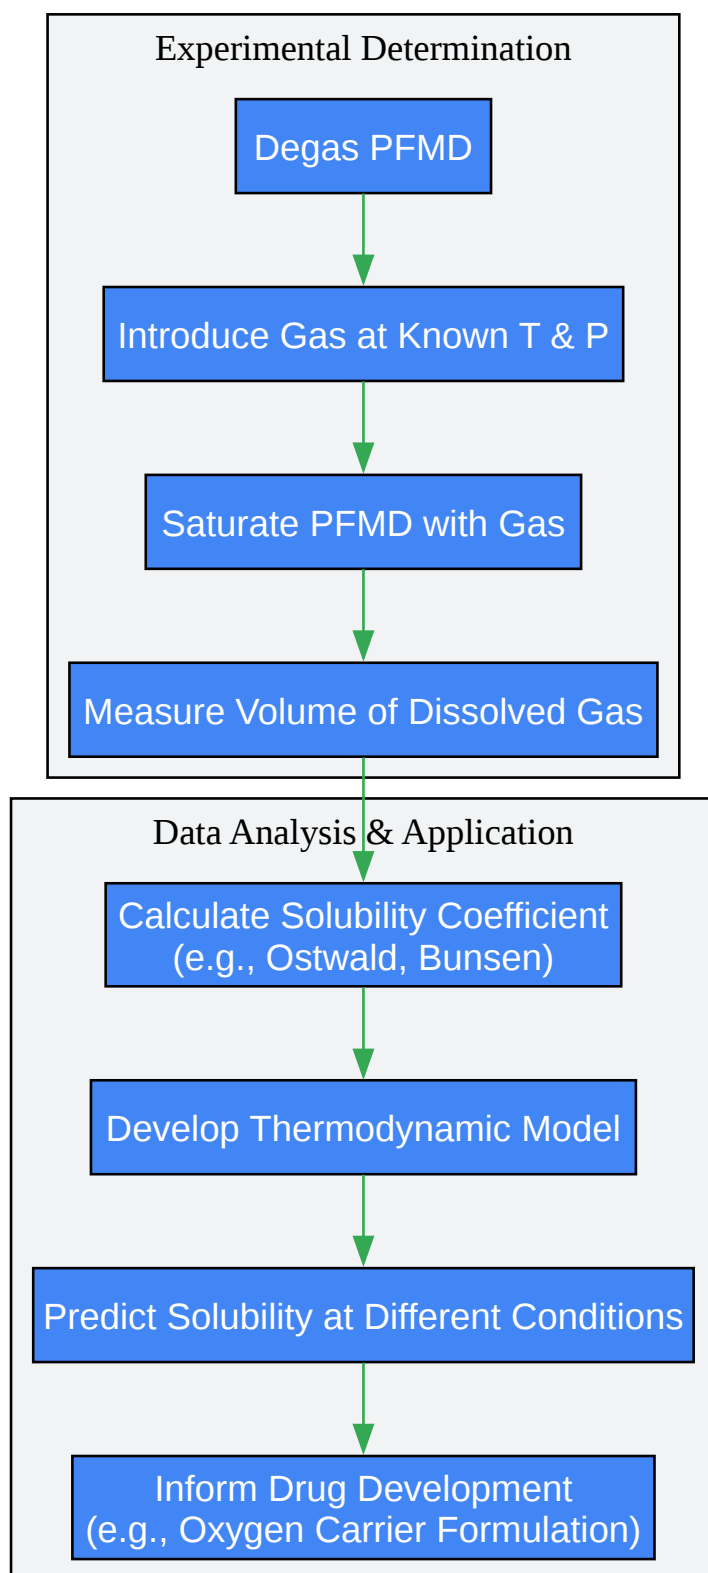 Experimental Determination
Degas PFMD
Introduce Gas at Known T & P
Saturate PFMD with Gas
Measure Volume of Dissolved Gas
Data Analysis & Application
Calculate Solubility Coefficient
(e.g., Ostwald, Bunsen)
Develop Thermodynamic Model
Predict Solubility at Different Conditions
Inform Drug Development
(e.g., Oxygen Carrier Formulation)